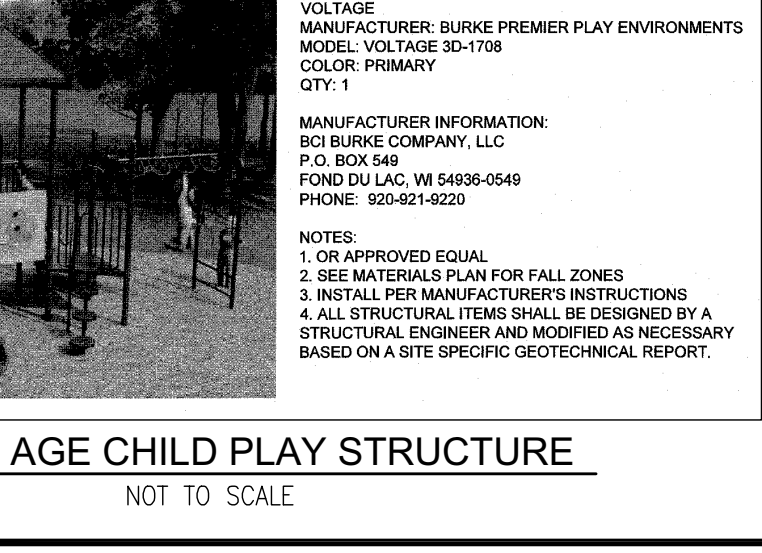 VOLTAGE
MANUFACTURER: BURKE PREMIER PLAY ENVIRONMENTS
MODEL: VOLTAGE 3D-1708
COLOR: PRIMARY
QTY: 1
MANUFACTURER INFORMATION:
BCI BURKE COMPANY, LLC
P.O. BOX 549
FOND DU LAC, WI 54936-0549
PHONE: 920-921-9220
NOTES:
1. OR APPROVED EQUAL
2. SEE MATERIALS PLAN FOR FALL ZONES
3. INSTALL PER MANUFACTURER'S INSTRUCTIONS
4. ALL STRUCTURAL ITEMS SHALL BE DESIGNED BY A
STRUCTURAL ENGINEER AND MODIFIED AS NECESSARY
BASED ON A SITE SPECIFIC GEOTECHNICAL REPORT.
AGE CHILD PLAY STRUCTURE
NOT TO SCALE